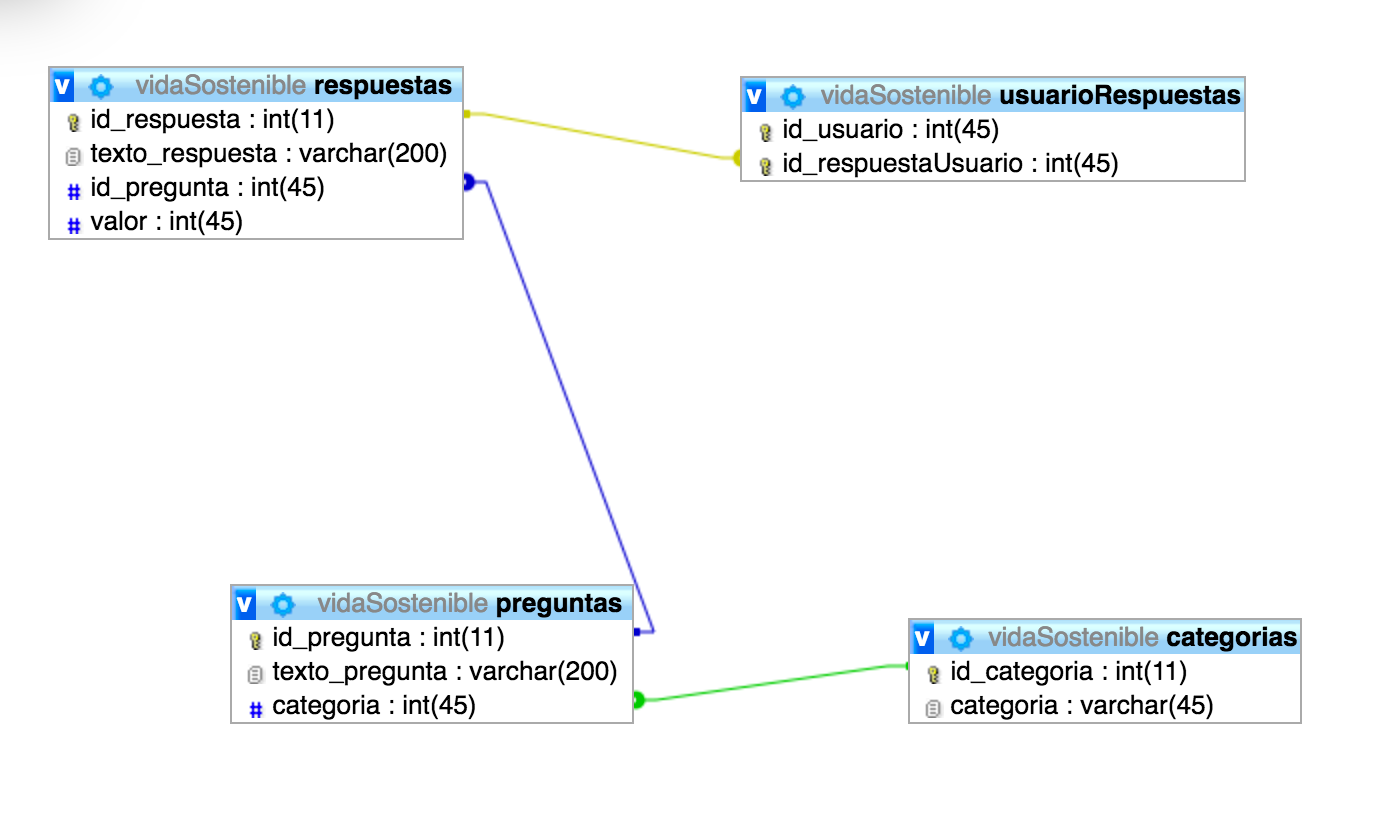 v vidaSostenible respuestas
id_respuesta : int(11)
texto_respuesta : varchar(200)
# id_pregunta : int(45)
# valor : int(45)
v vidaSostenible usuarioRespuestas
id_usuario : int(45)
id_respuestaUsuario : int(45)
v vidaSostenible preguntas
id_pregunta : int(11)
texto_pregunta : varchar(200)
# categoria : int(45)
v vidaSostenible categorias
id_categoria : int(11)
categoria : varchar(45)